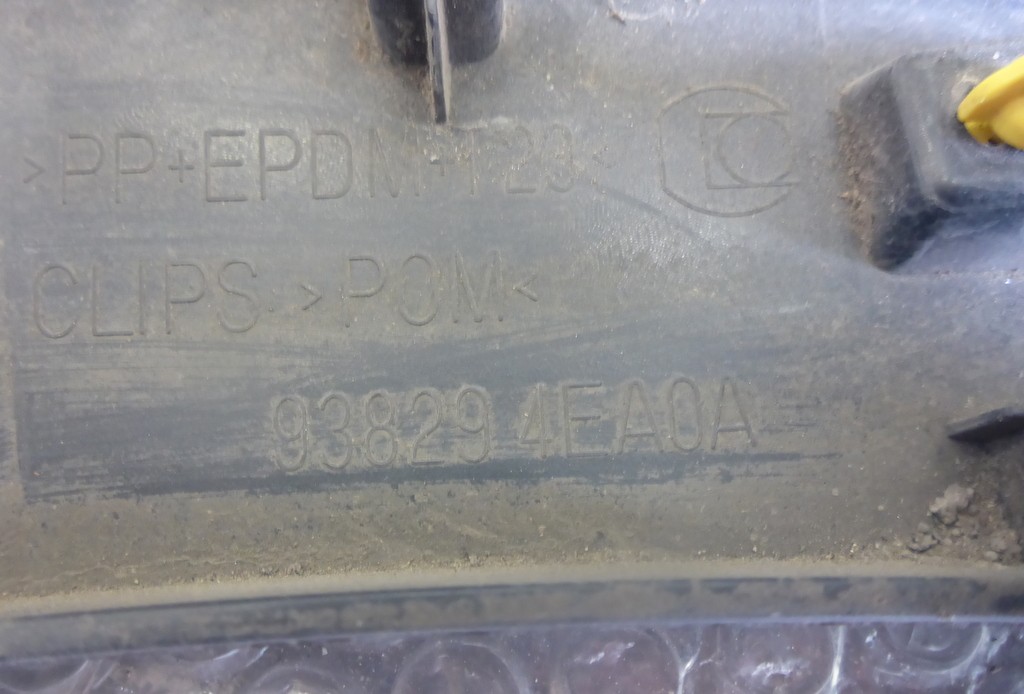 >PP+EPDM+T20<
CLIPS >POM<
93829 4EA0A